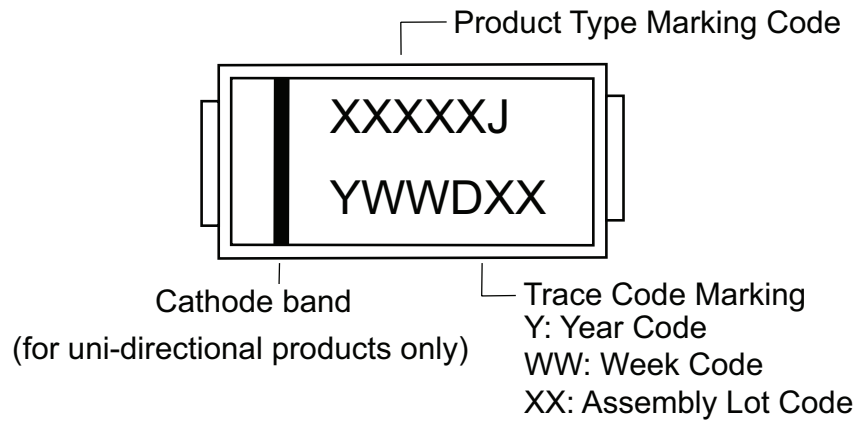 Product Type Marking Code
XXXXXJ
YWWDXX
Cathode band
(for uni-directional products only)
Trace Code Marking
Y: Year Code
WW: Week Code
XX: Assembly Lot Code